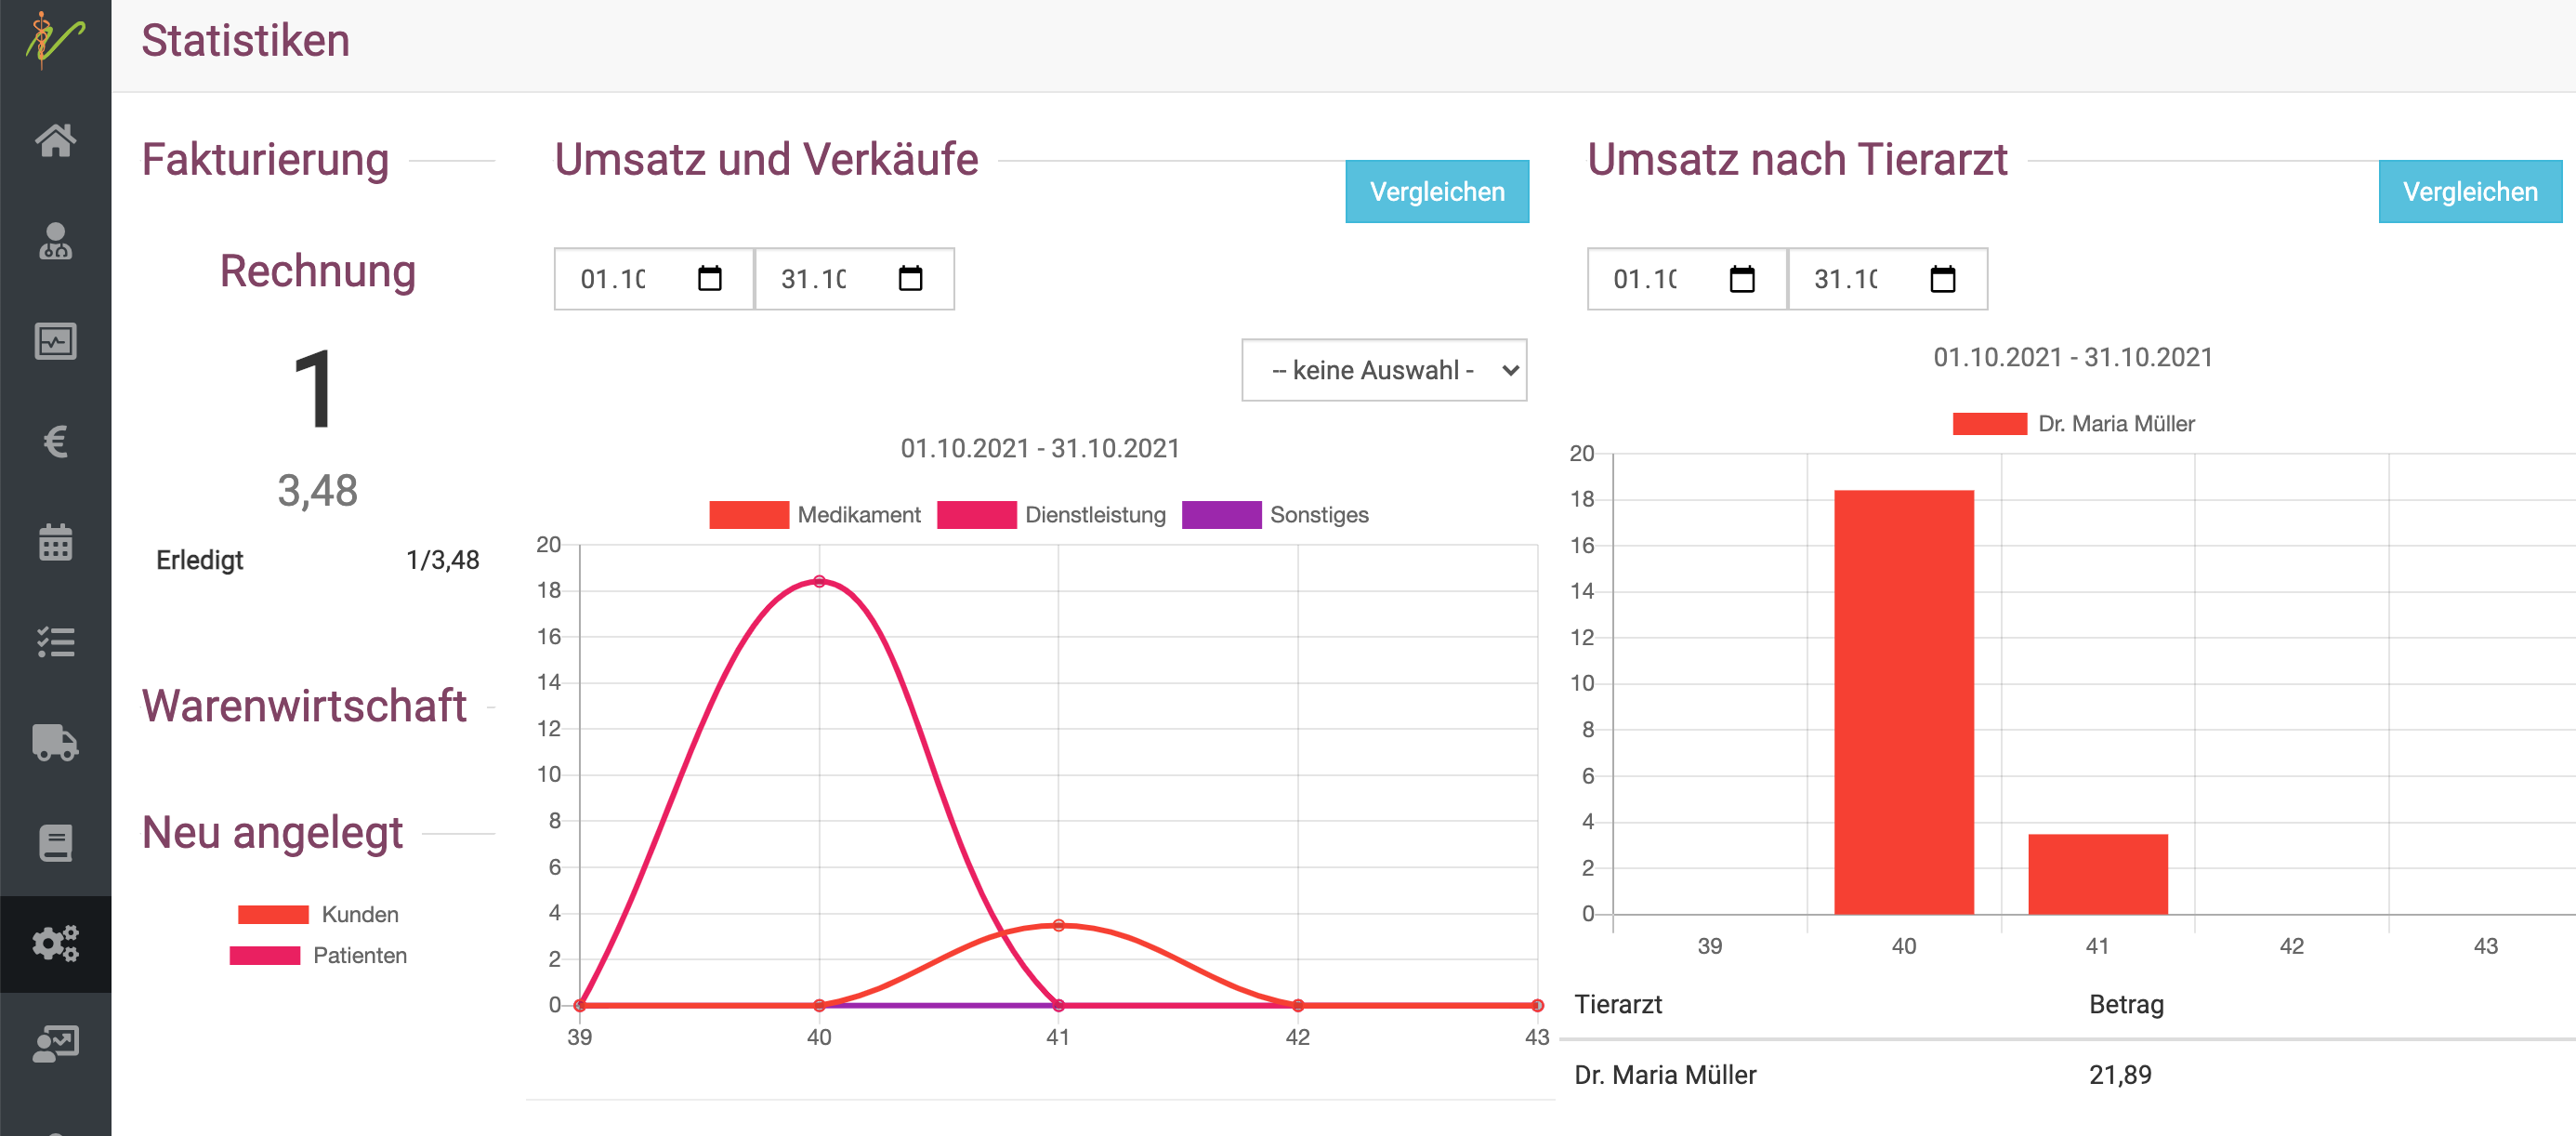 Statistiken
Fakturierung
Rechnung
1
3,48
Erledigt 1/3,48
Warenwirtschaft
Neu angelegt
Kunden
Patienten
Umsatz und Verkäufe
Vergleichen
01.10 31.10
-- keine Auswahl -
01.10.2021 - 31.10.2021
Medikament Dienstleistung Sonstiges
20
18
16
14
12
10
8
6
4
2
0
39 40 41 42 43
Umsatz nach Tierarzt
Vergleichen
01.10 31.10
01.10.2021 - 31.10.2021
Dr. Maria Müller
20
18
16
14
12
10
8
6
4
2
0
39 40 41 42 43
Tierarzt Betrag
Dr. Maria Müller 21,89